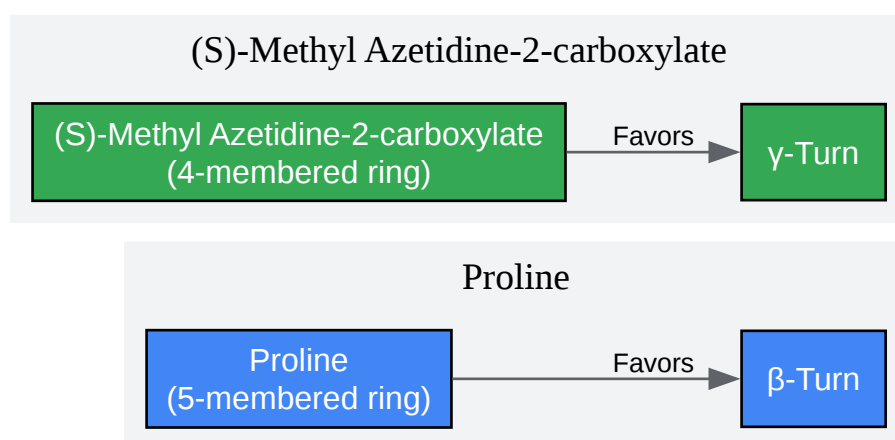 (S)-Methyl Azetidine-2-carboxylate
(S)-Methyl Azetidine-2-carboxylate
(4-membered ring)
Favors
γ-Turn
Proline
Proline
(5-membered ring)
Favors
β-Turn